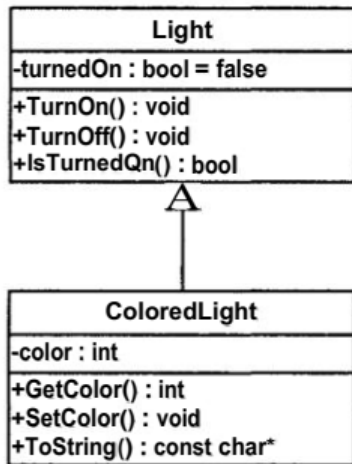 Light
-turnedOn : bool = false
+TurnOn() : void
+TurnOff() : void
+IsTurnedQn() : bool
ColoredLight
-color : int
+GetColor() : int
+SetColor() : void
+ToString() : const char*